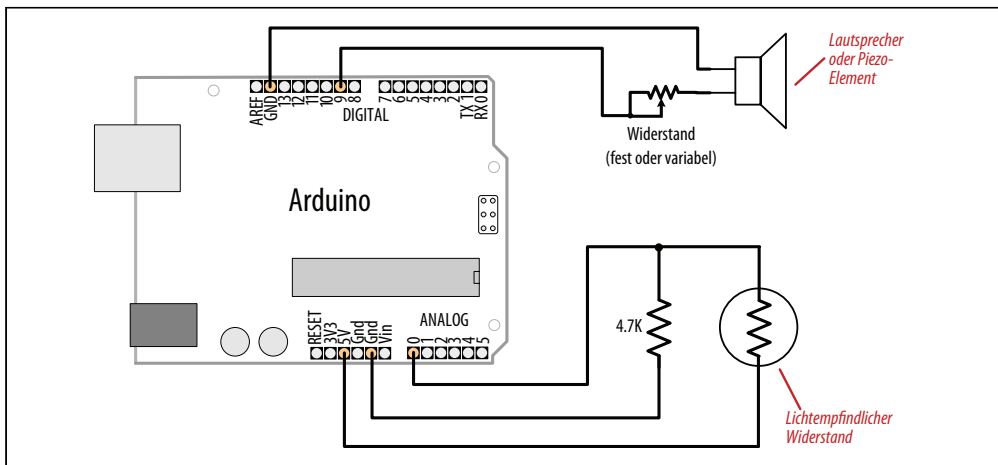 Lautsprecher
oder Piezo-
Element
AREF
GND
13
12
11
10
9
8
7
6
5
4
3
2
TX 1
RX 0
DIGITAL
Widerstand
(fest oder variabel)
Arduino
RESET
3V3
5V
Gnd
Gnd
Vin
ANALOG
0
1
2
3
4
5
4.7K
Lichtempfindlicher
Widerstand